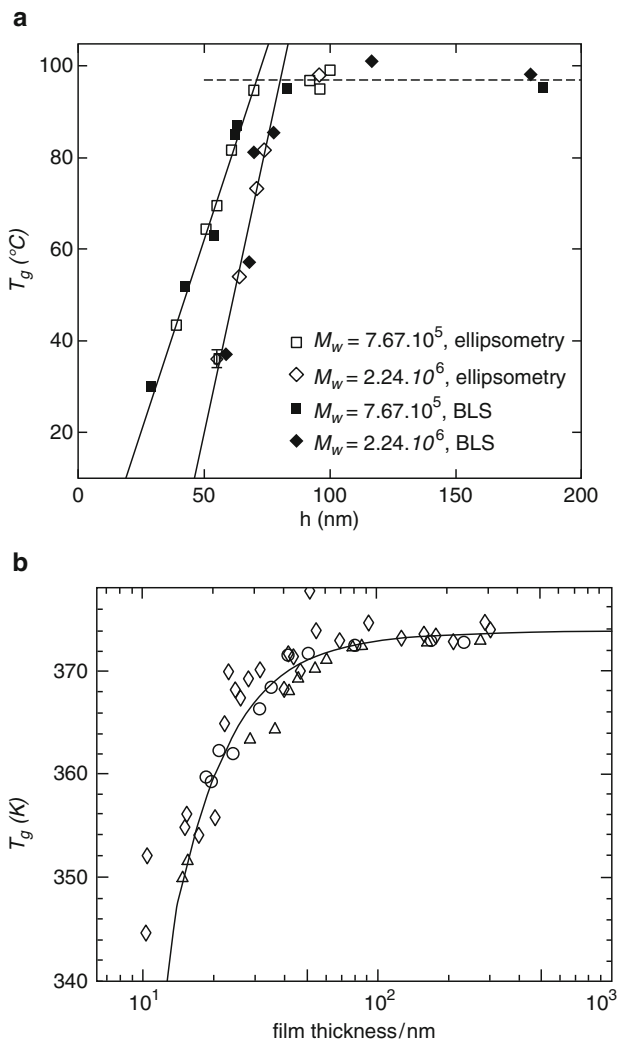 a
100
80
60
40
20
T_g (°C)
M_w = 7.67.10^5, ellipsometry
M_w = 2.24.10^6, ellipsometry
M_w = 7.67.10^5, BLS
M_w = 2.24.10^6, BLS
0 50 100 150 200
h (nm)
b
370
360
350
340
T_g (K)
10^1 10^2 10^3
film thickness/nm